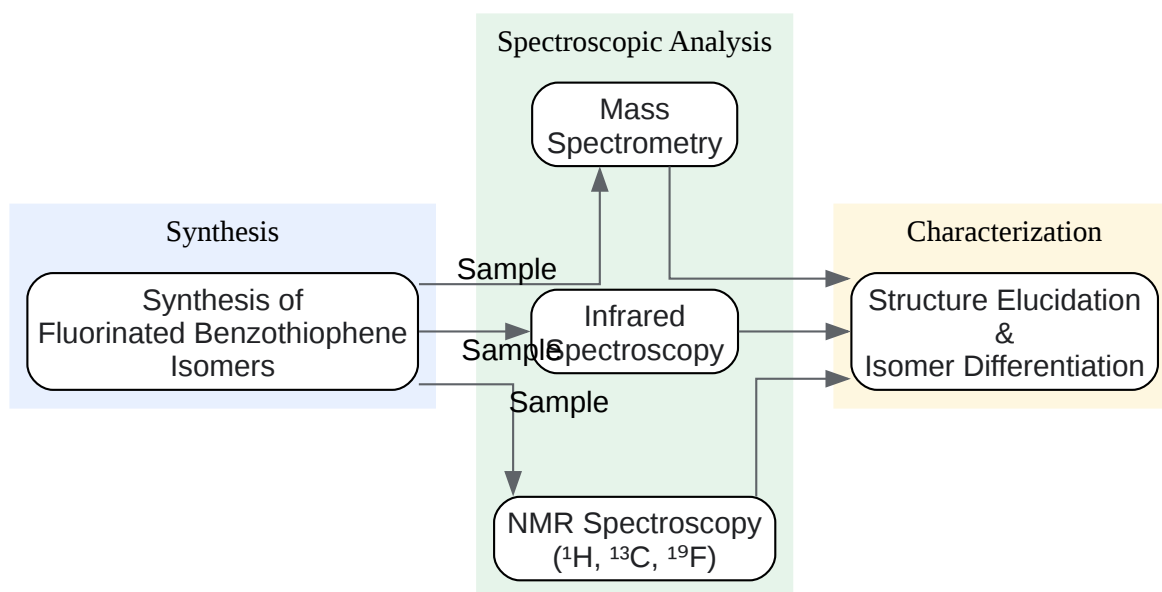 Spectroscopic Analysis
Mass
Spectrometry
Synthesis
Synthesis of
Fluorinated Benzothiophene
Isomers
Sample
Sample
Sample
Infrared
Spectroscopy
NMR Spectroscopy
(¹H, ¹³C, ¹⁹F)
Characterization
Structure Elucidation
&
Isomer Differentiation